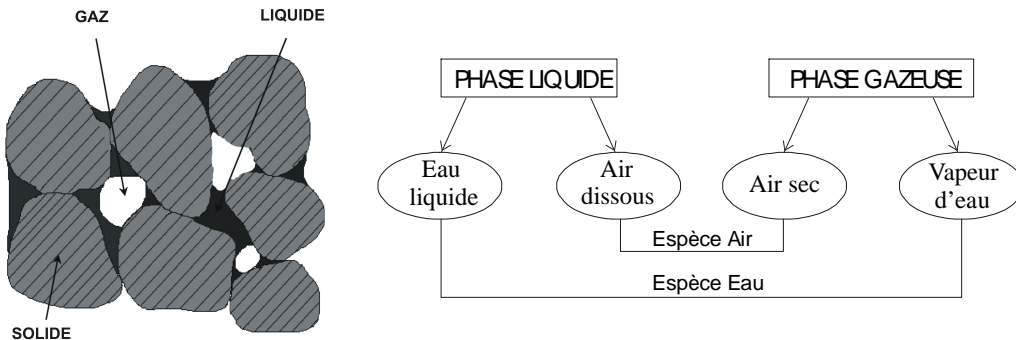 GAZ
LIQUIDE
SOLIDE
PHASE LIQUIDE
PHASE GAZEUSE
Eau
liquide
Air
dissous
Air sec
Vapeur
d'eau
Espèce Air
Espèce Eau